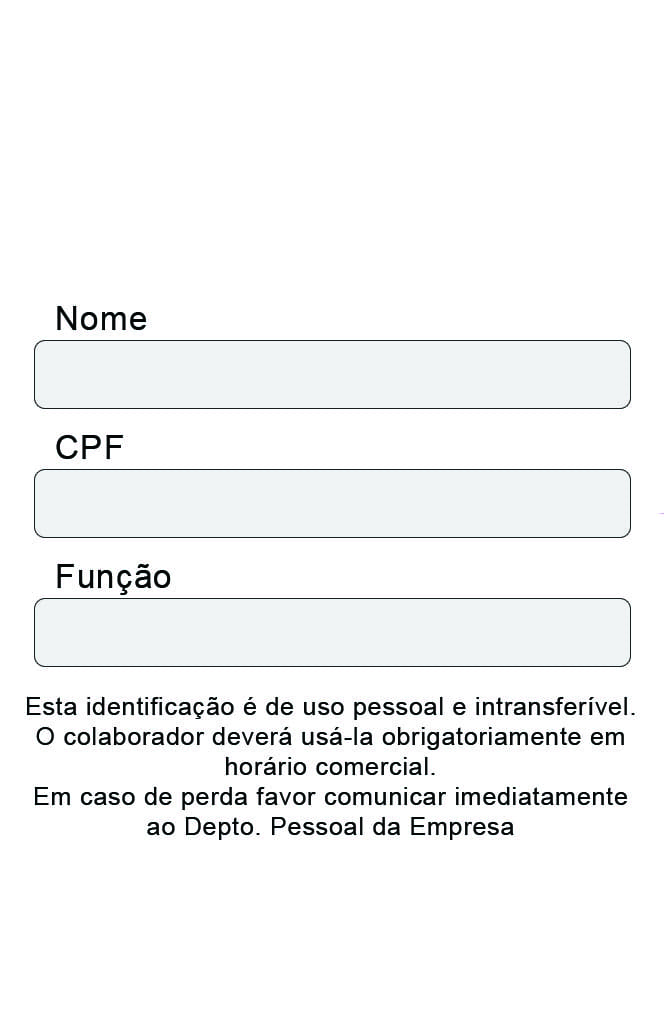 Nome
CPF
Função
Esta identificação é de uso pessoal e intransferível.
O colaborador deverá usá-la obrigatoriamente em
horário comercial.
Em caso de perda favor comunicar imediatamente
ao Depto. Pessoal da Empresa